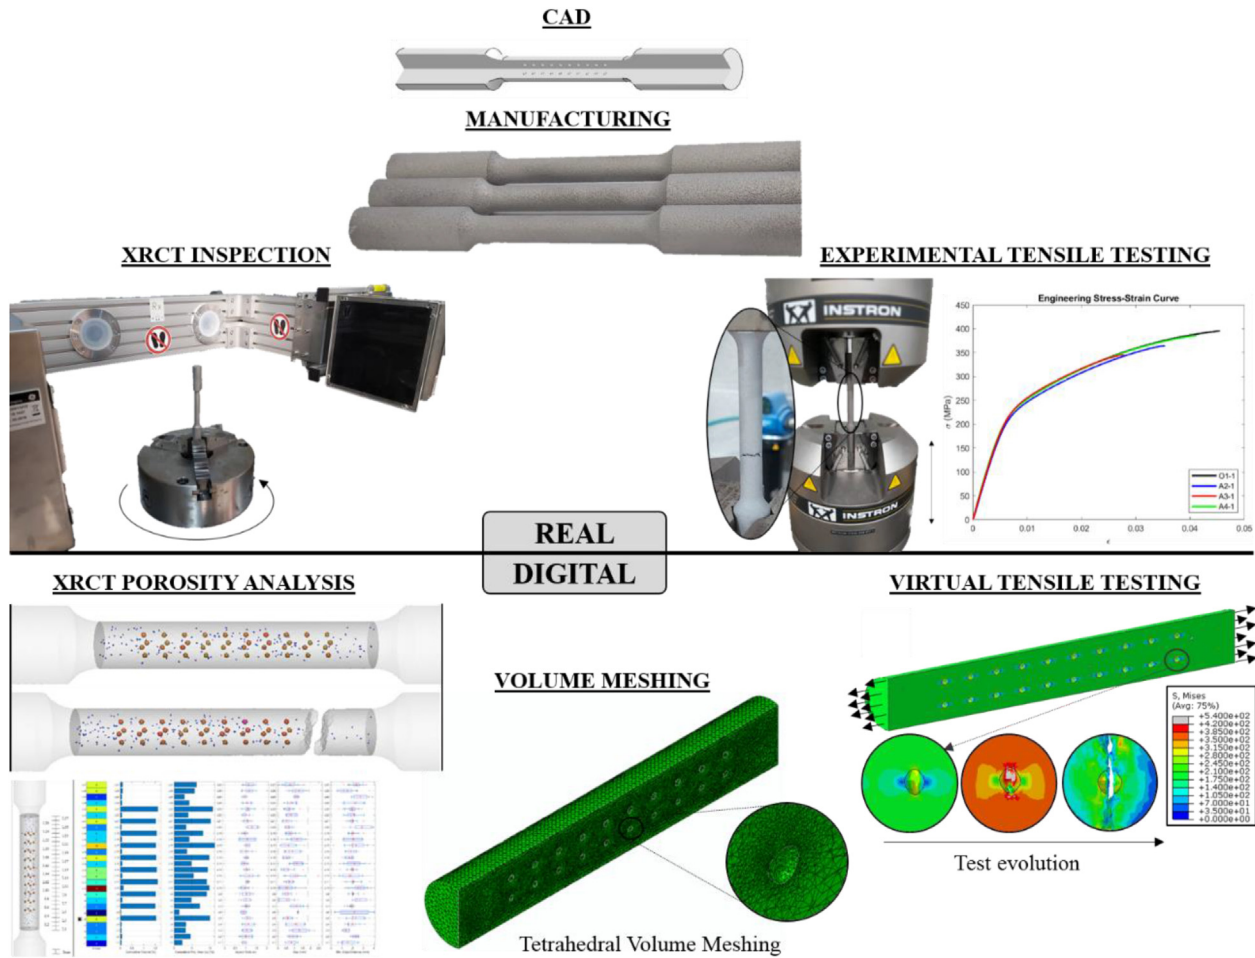 CAD
MANUFACTURING
XRCT INSPECTION
EXPERIMENTAL TENSILE TESTING
INSTRON
INSTRON
Engineering Stress-Strain Curve
450
400
350
300
250
200
150
100
50
0
σ (MPa)
0 0.01 0.02 0.03 0.04 0.05
ϵ
O1-1
A2-1
A3-1
A4-1
REAL
DIGITAL
XRCT POROSITY ANALYSIS
VOLUME MESHING
Tetrahedral Volume Meshing
VIRTUAL TENSILE TESTING
S, Mises
(Avg: 75%)
+5.400e+02
+4.200e+02
+3.850e+02
+3.500e+02
+3.150e+02
+2.800e+02
+2.450e+02
+2.100e+02
+1.750e+02
+1.400e+02
+1.050e+02
+7.000e+01
+3.500e+01
+0.000e+00
Test evolution